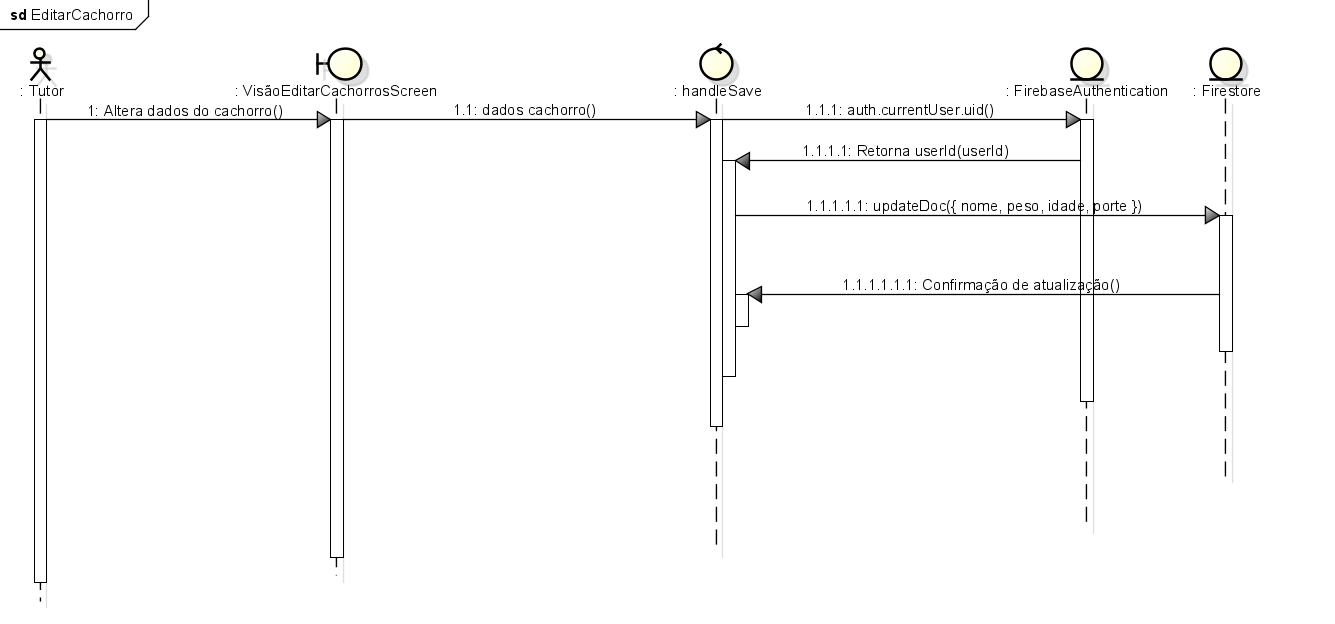 sd EditarCachorro
: Tutor
: VisãoEditarCachorrosScreen
: handleSave
: FirebaseAuthentication
: Firestore
1: Altera dados do cachorro()
1.1: dados cachorro()
1.1.1: auth.currentUser.uid()
1.1.1.1: Retorna userId(userId)
1.1.1.1.1: updateDoc({ nome, peso, idade, porte })
1.1.1.1.1.1: Confirmação de atualização()